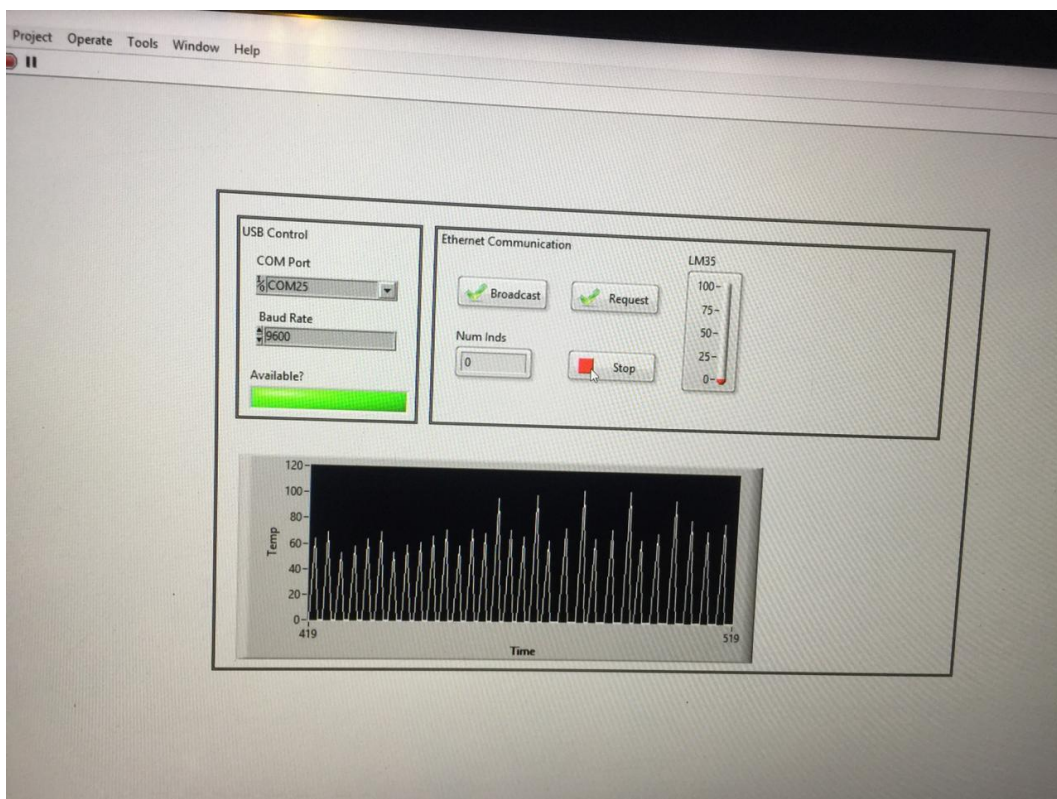 Project Operate Tools Window Help
USB Control
COM Port
COM25
Baud Rate
9600
Available?
Ethernet Communication
Broadcast
Request
Num Inds
0
Stop
LM35
100
75
50
25
0
120
100
80
60
40
20
0
Temp
419
519
Time